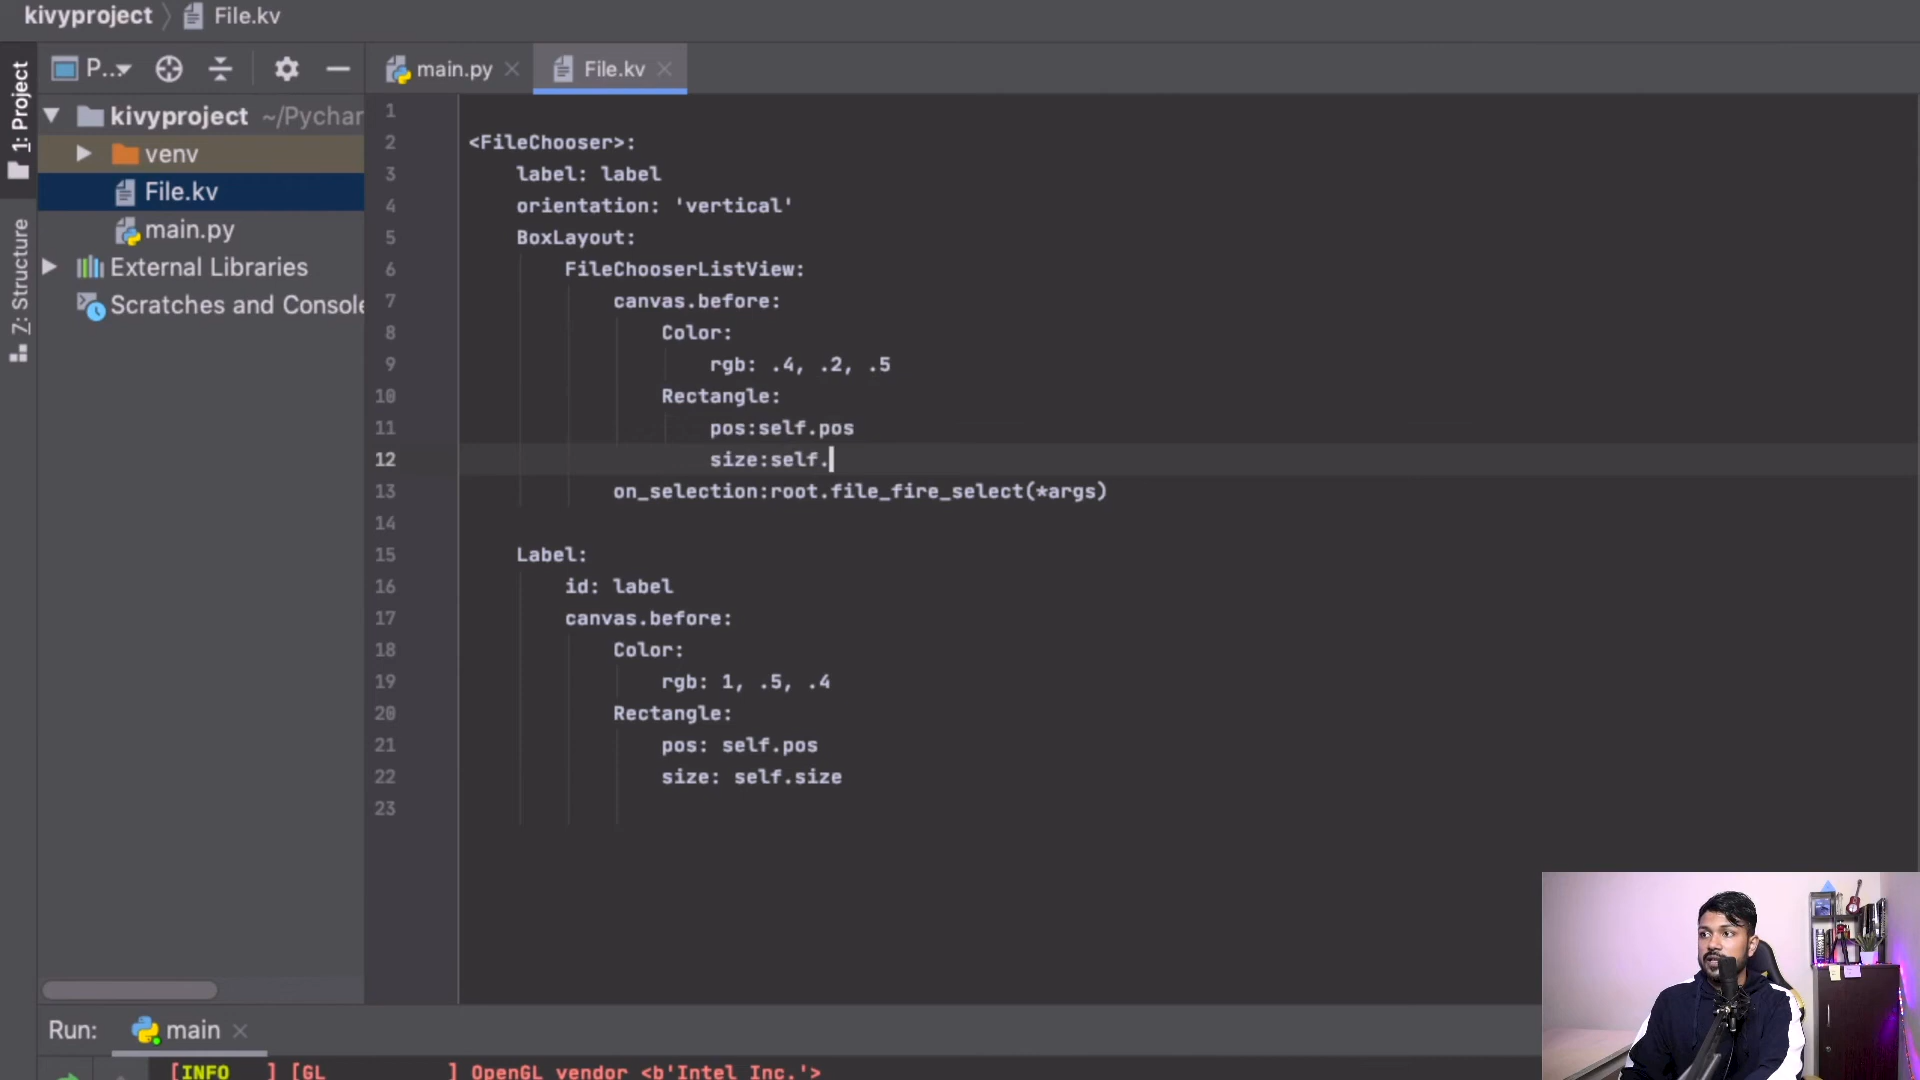 kivyproject File.kv
P..
main.py
File.kv
1: Project
Z: Structure
kivyproject ~/Pychar
venv
File.kv
main.py
External Libraries
Scratches and Console
1
2 <FileChooser>:
3 label: label
4 orientation: 'vertical'
5 BoxLayout:
6 FileChooserListView:
7 canvas.before:
8 Color:
9 rgb: .4, .2, .5
10 Rectangle:
11 pos:self.pos
12 size:self.
13 on_selection:root.file_fire_select(*args)
14
15 Label:
16 id: label
17 canvas.before:
18 Color:
19 rgb: 1, .5, .4
20 Rectangle:
21 pos: self.pos
22 size: self.size
23
Run: main
[INFO ] [GL ] OpenGL vendor <b'Intel Inc.'>